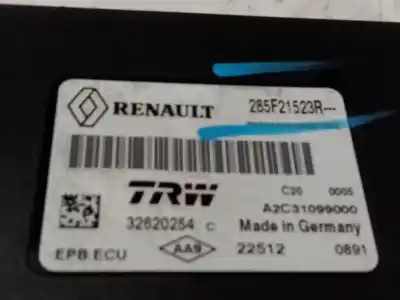 RENAULT 285F21523R---
TRW C20 0005
32620254 C A2C31099000
Made in Germany
EPB ECU AAS 22512 0891